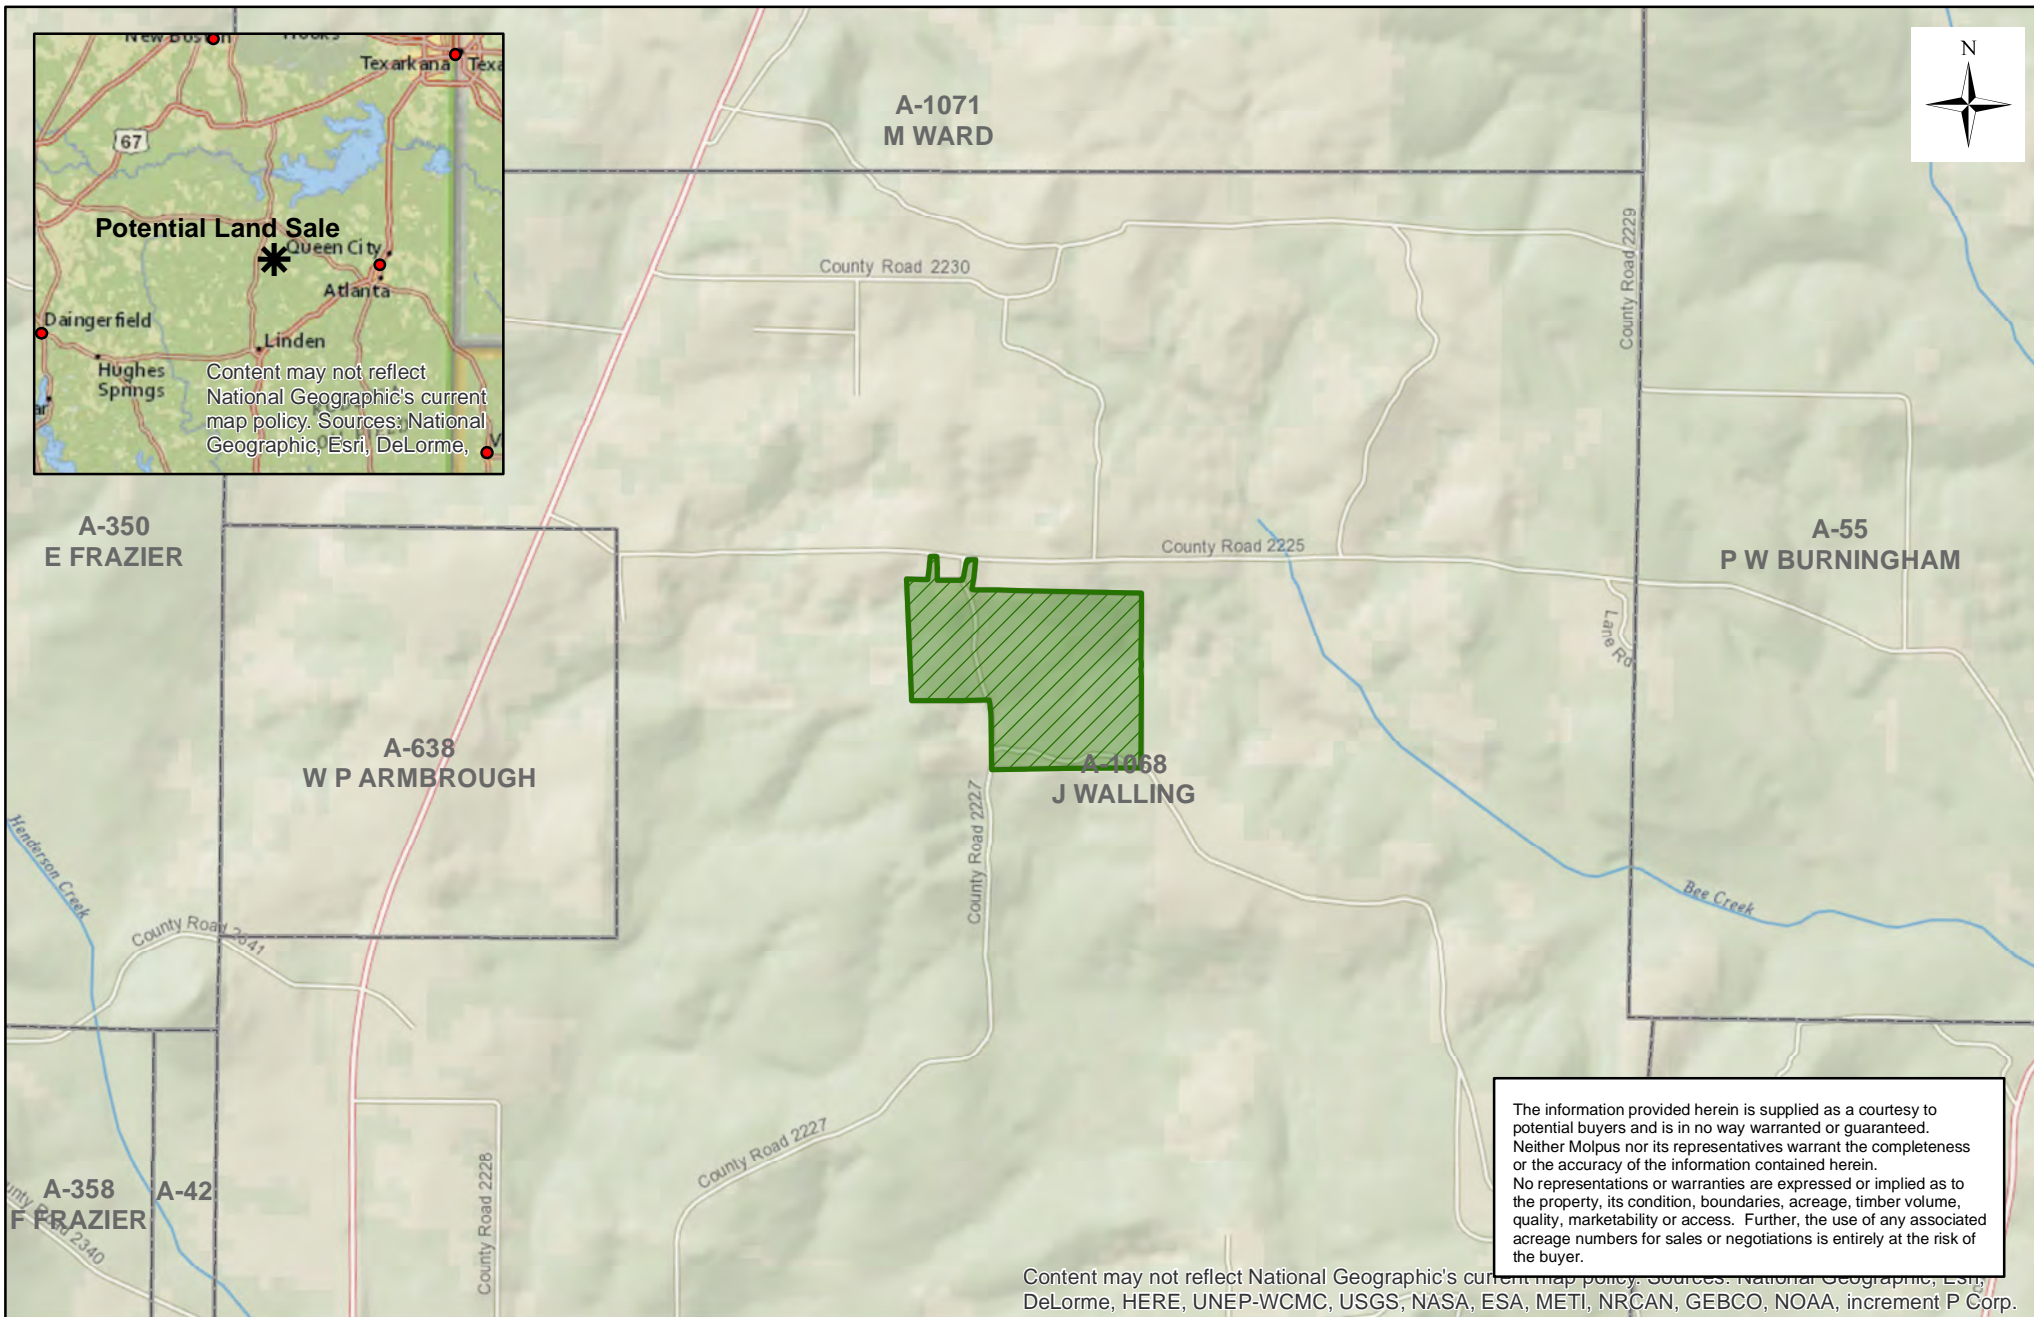 New Boston
Hooks
Texarkana
67
Potential Land Sale
Queen City
Atlanta
Daingerfield
Linden
Hughes
Springs
Content may not reflect
National Geographic's current
map policy. Sources: National
Geographic, Esri, DeLorme,
N
A-1071
M WARD
County Road 2230
County Road 2229
A-350
E FRAZIER
County Road 2225
A-55
P W BURNINGHAM
Lane Rd
A-638
W P ARMBROUGH
A-1068
J WALLING
County Road 2227
Henderson Creek
Bee Creek
County Road 2341
County Road 2227
County Road 2228
A-358
F FRAZIER
A-42
County Road 2340
The information provided herein is supplied as a courtesy to
potential buyers and is in no way warranted or guaranteed.
Neither Molpus nor its representatives warrant the completeness
or the accuracy of the information contained herein.
No representations or warranties are expressed or implied as to
the property, its condition, boundaries, acreage, timber volume,
quality, marketability or access. Further, the use of any associated
acreage numbers for sales or negotiations is entirely at the risk of
the buyer.
Content may not reflect National Geographic's current map policy. Sources: National Geographic, Esri,
DeLorme, HERE, UNEP-WCMC, USGS, NASA, ESA, METI, NRCAN, GEBCO, NOAA, increment P Corp.